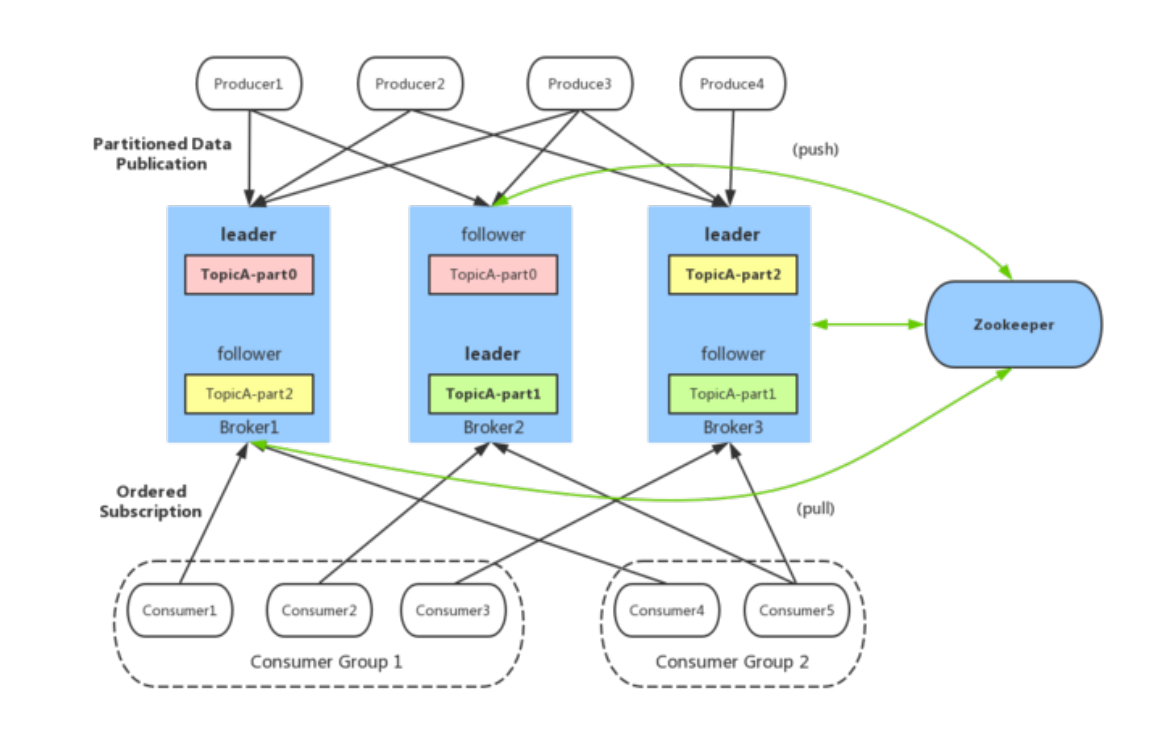 Producer1
Producer2
Produce3
Produce4
Partitioned Data
Publication
(push)
leader
TopicA-part0
follower
TopicA-part2
Broker1
follower
TopicA-part0
leader
TopicA-part1
Broker2
leader
TopicA-part2
follower
TopicA-part1
Broker3
Zookeeper
Ordered
Subscription
(pull)
Consumer1
Consumer2
Consumer3
Consumer Group 1
Consumer4
Consumer5
Consumer Group 2